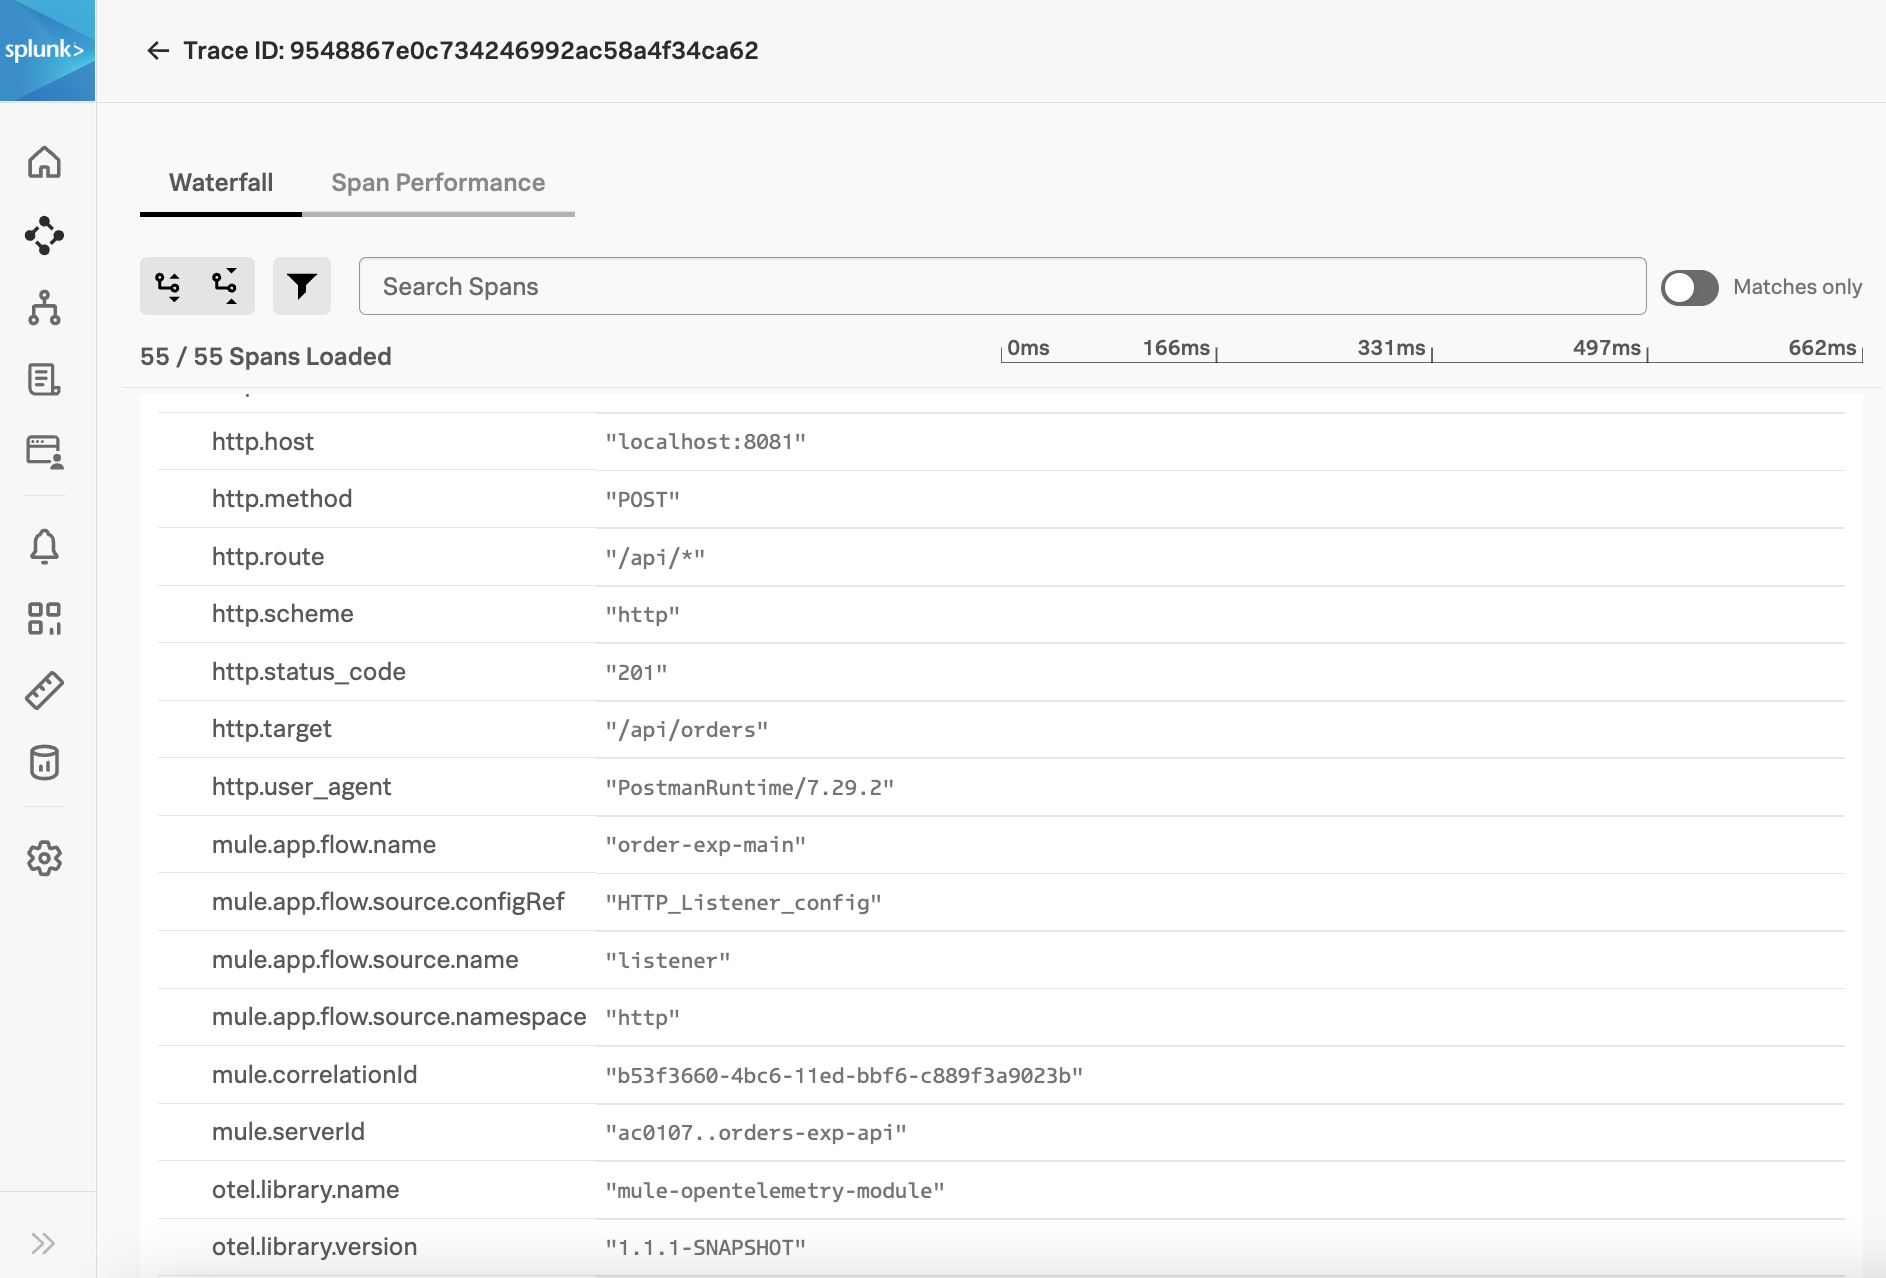 splunk>
Trace ID: 9548867e0c734246992ac58a4f34ca62
Waterfall Span Performance
Search Spans Matches only
55 / 55 Spans Loaded 0ms 166ms 331ms 497ms 662ms
http.host "localhost:8081"
http.method "POST"
http.route "/api/*"
http.scheme "http"
http.status_code "201"
http.target "/api/orders"
http.user_agent "PostmanRuntime/7.29.2"
mule.app.flow.name "order-exp-main"
mule.app.flow.source.configRef "HTTP_Listener_config"
mule.app.flow.source.name "listener"
mule.app.flow.source.namespace "http"
mule.correlationId "b53f3660-4bc6-11ed-bbf6-c889f3a9023b"
mule.serverId "ac0107..orders-exp-api"
otel.library.name "mule-opentelemetry-module"
otel.library.version "1.1.1-SNAPSHOT"